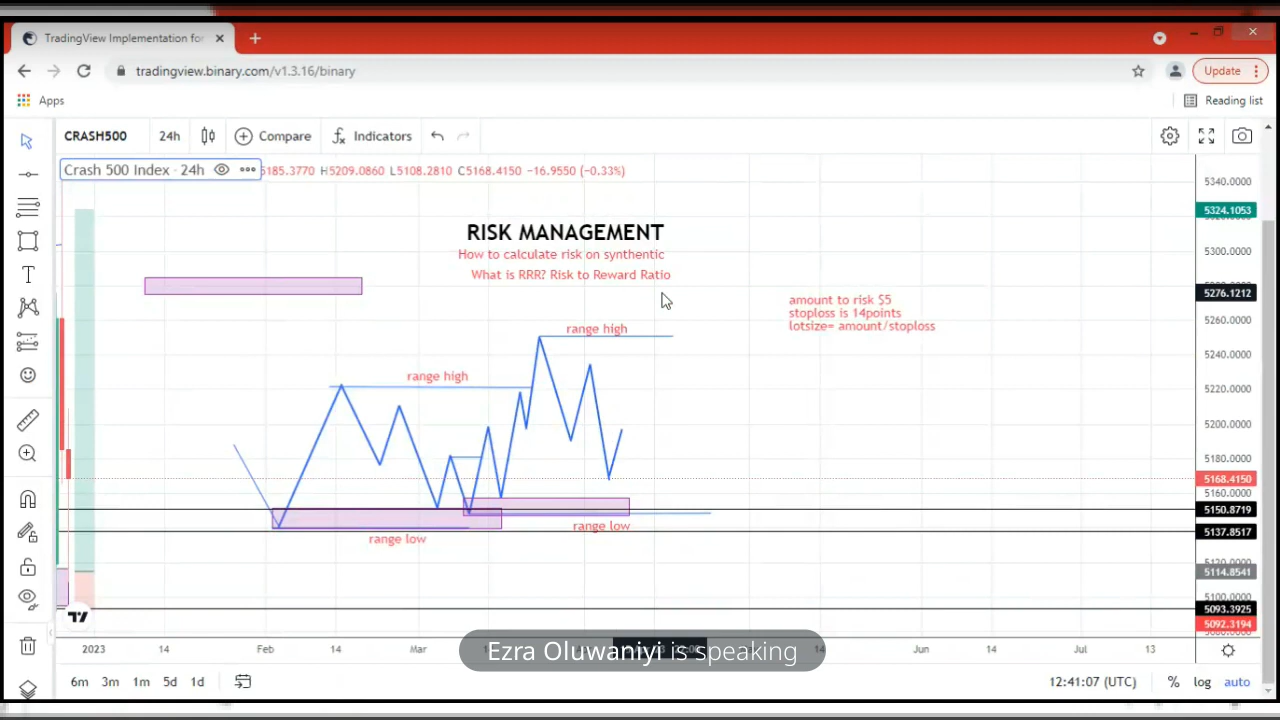 TradingView Implementation for
tradingview.binary.com/v1.3.16/binary
Update
Apps
Reading list
CRASH500
24h
Compare
Indicators
Crash 500 Index · 24h
5185.3770 H5209.0860 L5108.2810 C5168.4150 −16.9550 (−0.33%)
RISK MANAGEMENT
How to calculate risk on synthentic
What is RRR? Risk to Reward Ratio
amount to risk $5
stoploss is 14points
lotsize= amount/stoploss
range high
range high
range low
range low
5340.0000
5324.1053
5300.0000
5276.1212
5260.0000
5240.0000
5220.0000
5200.0000
5180.0000
5168.4150
5160.0000
5150.8719
5137.8517
5114.8541
5100.0000
5093.3925
5092.3194
2023 14 Feb 14 Mar 14 Jun 14 Jul 13
Ezra Oluwaniyi is speaking
6m 3m 1m 5d 1d
12:41:07 (UTC) % log auto